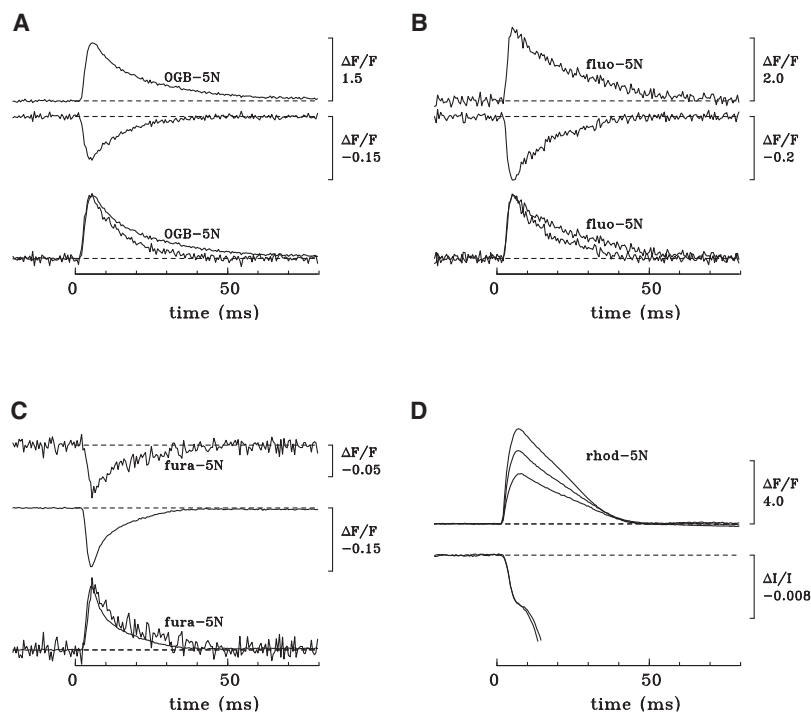 A
OGB-5N
ΔF/F
1.5
ΔF/F
-0.15
OGB-5N
0
50
time (ms)
B
fluo-5N
ΔF/F
2.0
ΔF/F
-0.2
fluo-5N
0
50
time (ms)
C
fura-5N
ΔF/F
-0.05
ΔF/F
-0.15
fura-5N
0
50
time (ms)
D
rhod-5N
ΔF/F
4.0
ΔI/I
-0.008
0
50
time (ms)